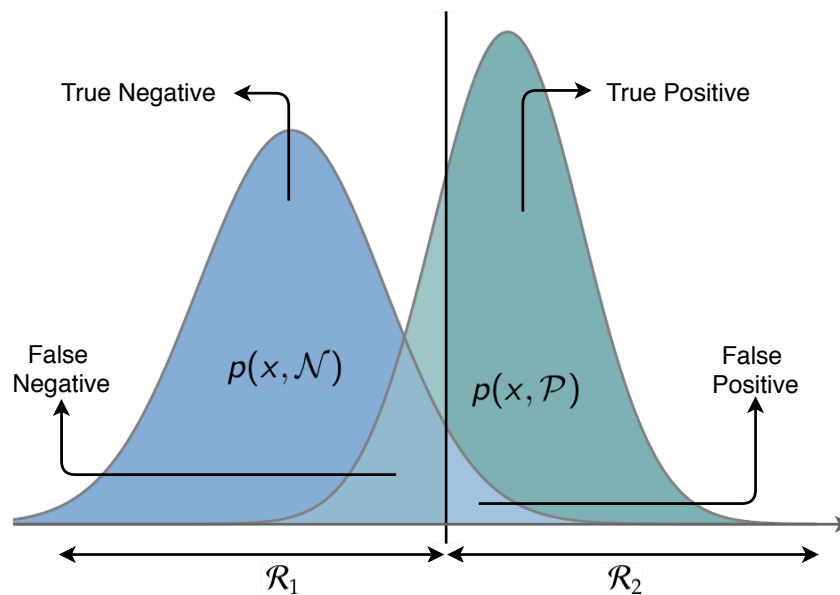 True Negative
True Positive
False
Negative
p(x, 𝒩)
p(x, 𝒫)
False
Positive
ℛ₁
ℛ₂